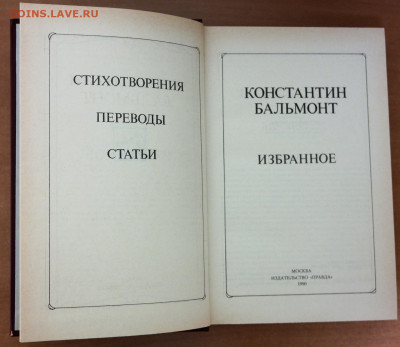 COINS.LAVE.RU
СТИХОТВОРЕНИЯ
ПЕРЕВОДЫ
СТАТЬИ
КОНСТАНТИН
БАЛЬМОНТ
ИЗБРАННОЕ
МОСКВА
ИЗДАТЕЛЬСТВО «ПРАВДА»